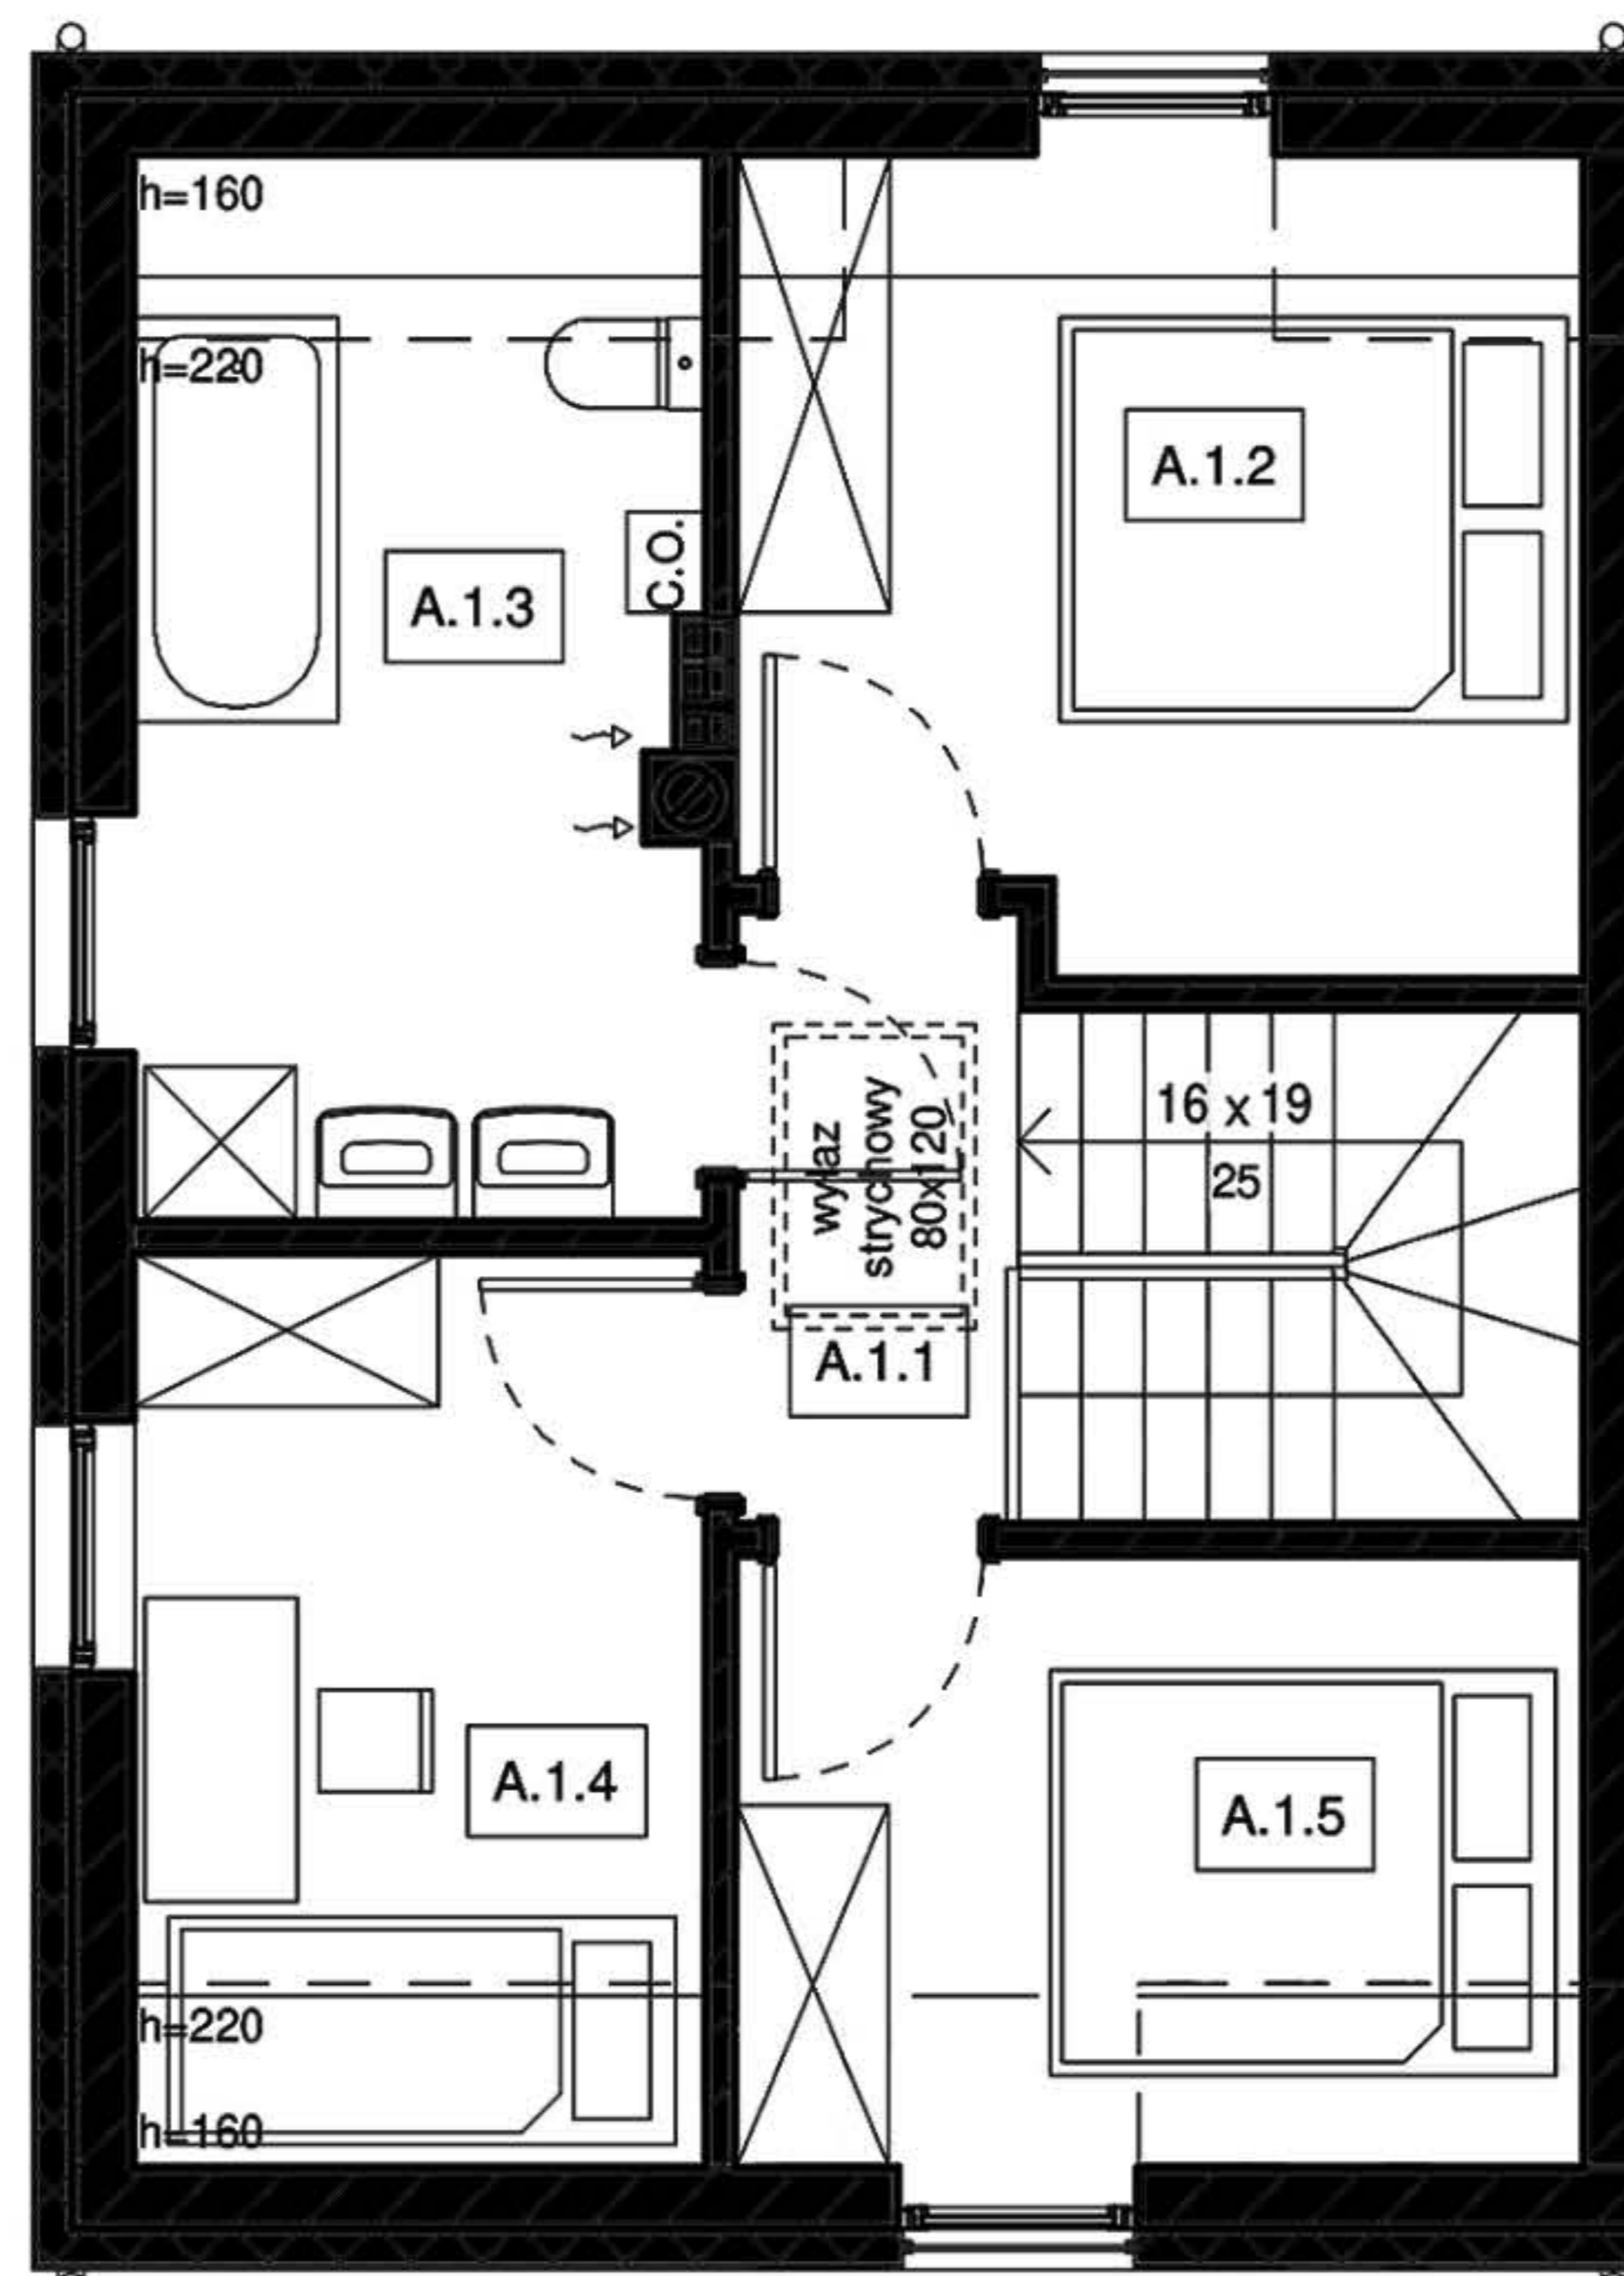 h=160
h=220
A.1.2
C.O.
A.1.3
16 x 19
25
wyłaz
strychowy
80x120
A.1.1
A.1.4
A.1.5
h=220
h=160